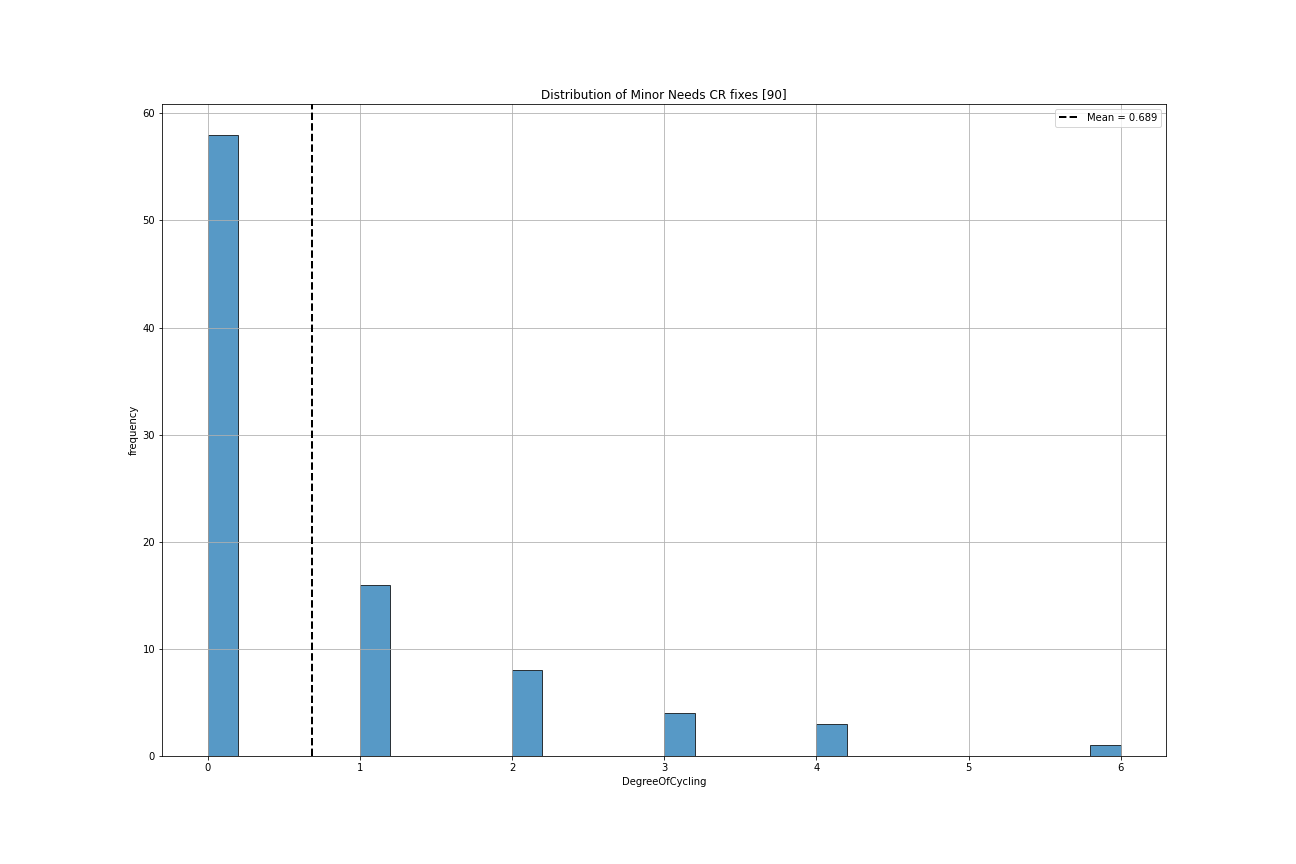 Distribution of Minor Needs CR fixes [90]
Mean = 0.689
60
50
40
30
20
10
0
frequency
0 1 2 3 4 5 6
DegreeOfCycling